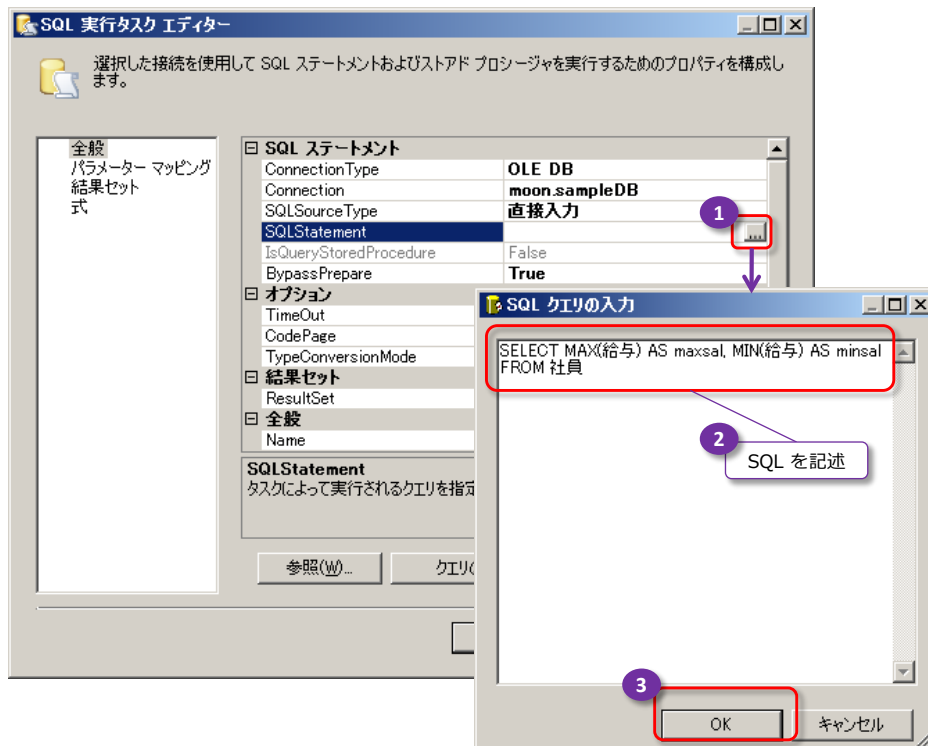 SQL 実行タスク エディター
選択した接続を使用して SQL ステートメントおよびストアド プロシージャを実行するためのプロパティを構成し
ます。
全般
パラメーター マッピング
結果セット
式
SQL ステートメント
ConnectionType OLE DB
Connection moon.sampleDB
SQLSourceType 直接入力
SQLStatement ...
IsQueryStoredProcedure False
BypassPrepare True
オプション
TimeOut
CodePage
TypeConversionMode
結果セット
ResultSet
全般
Name
SQLStatement
タスクによって実行されるクエリを指定
参照(W)...
クエリの
1
SQL クエリの入力
SELECT MAX(給与) AS maxsal, MIN(給与) AS minsal
FROM 社員
2
SQL を記述
3
OK
キャンセル